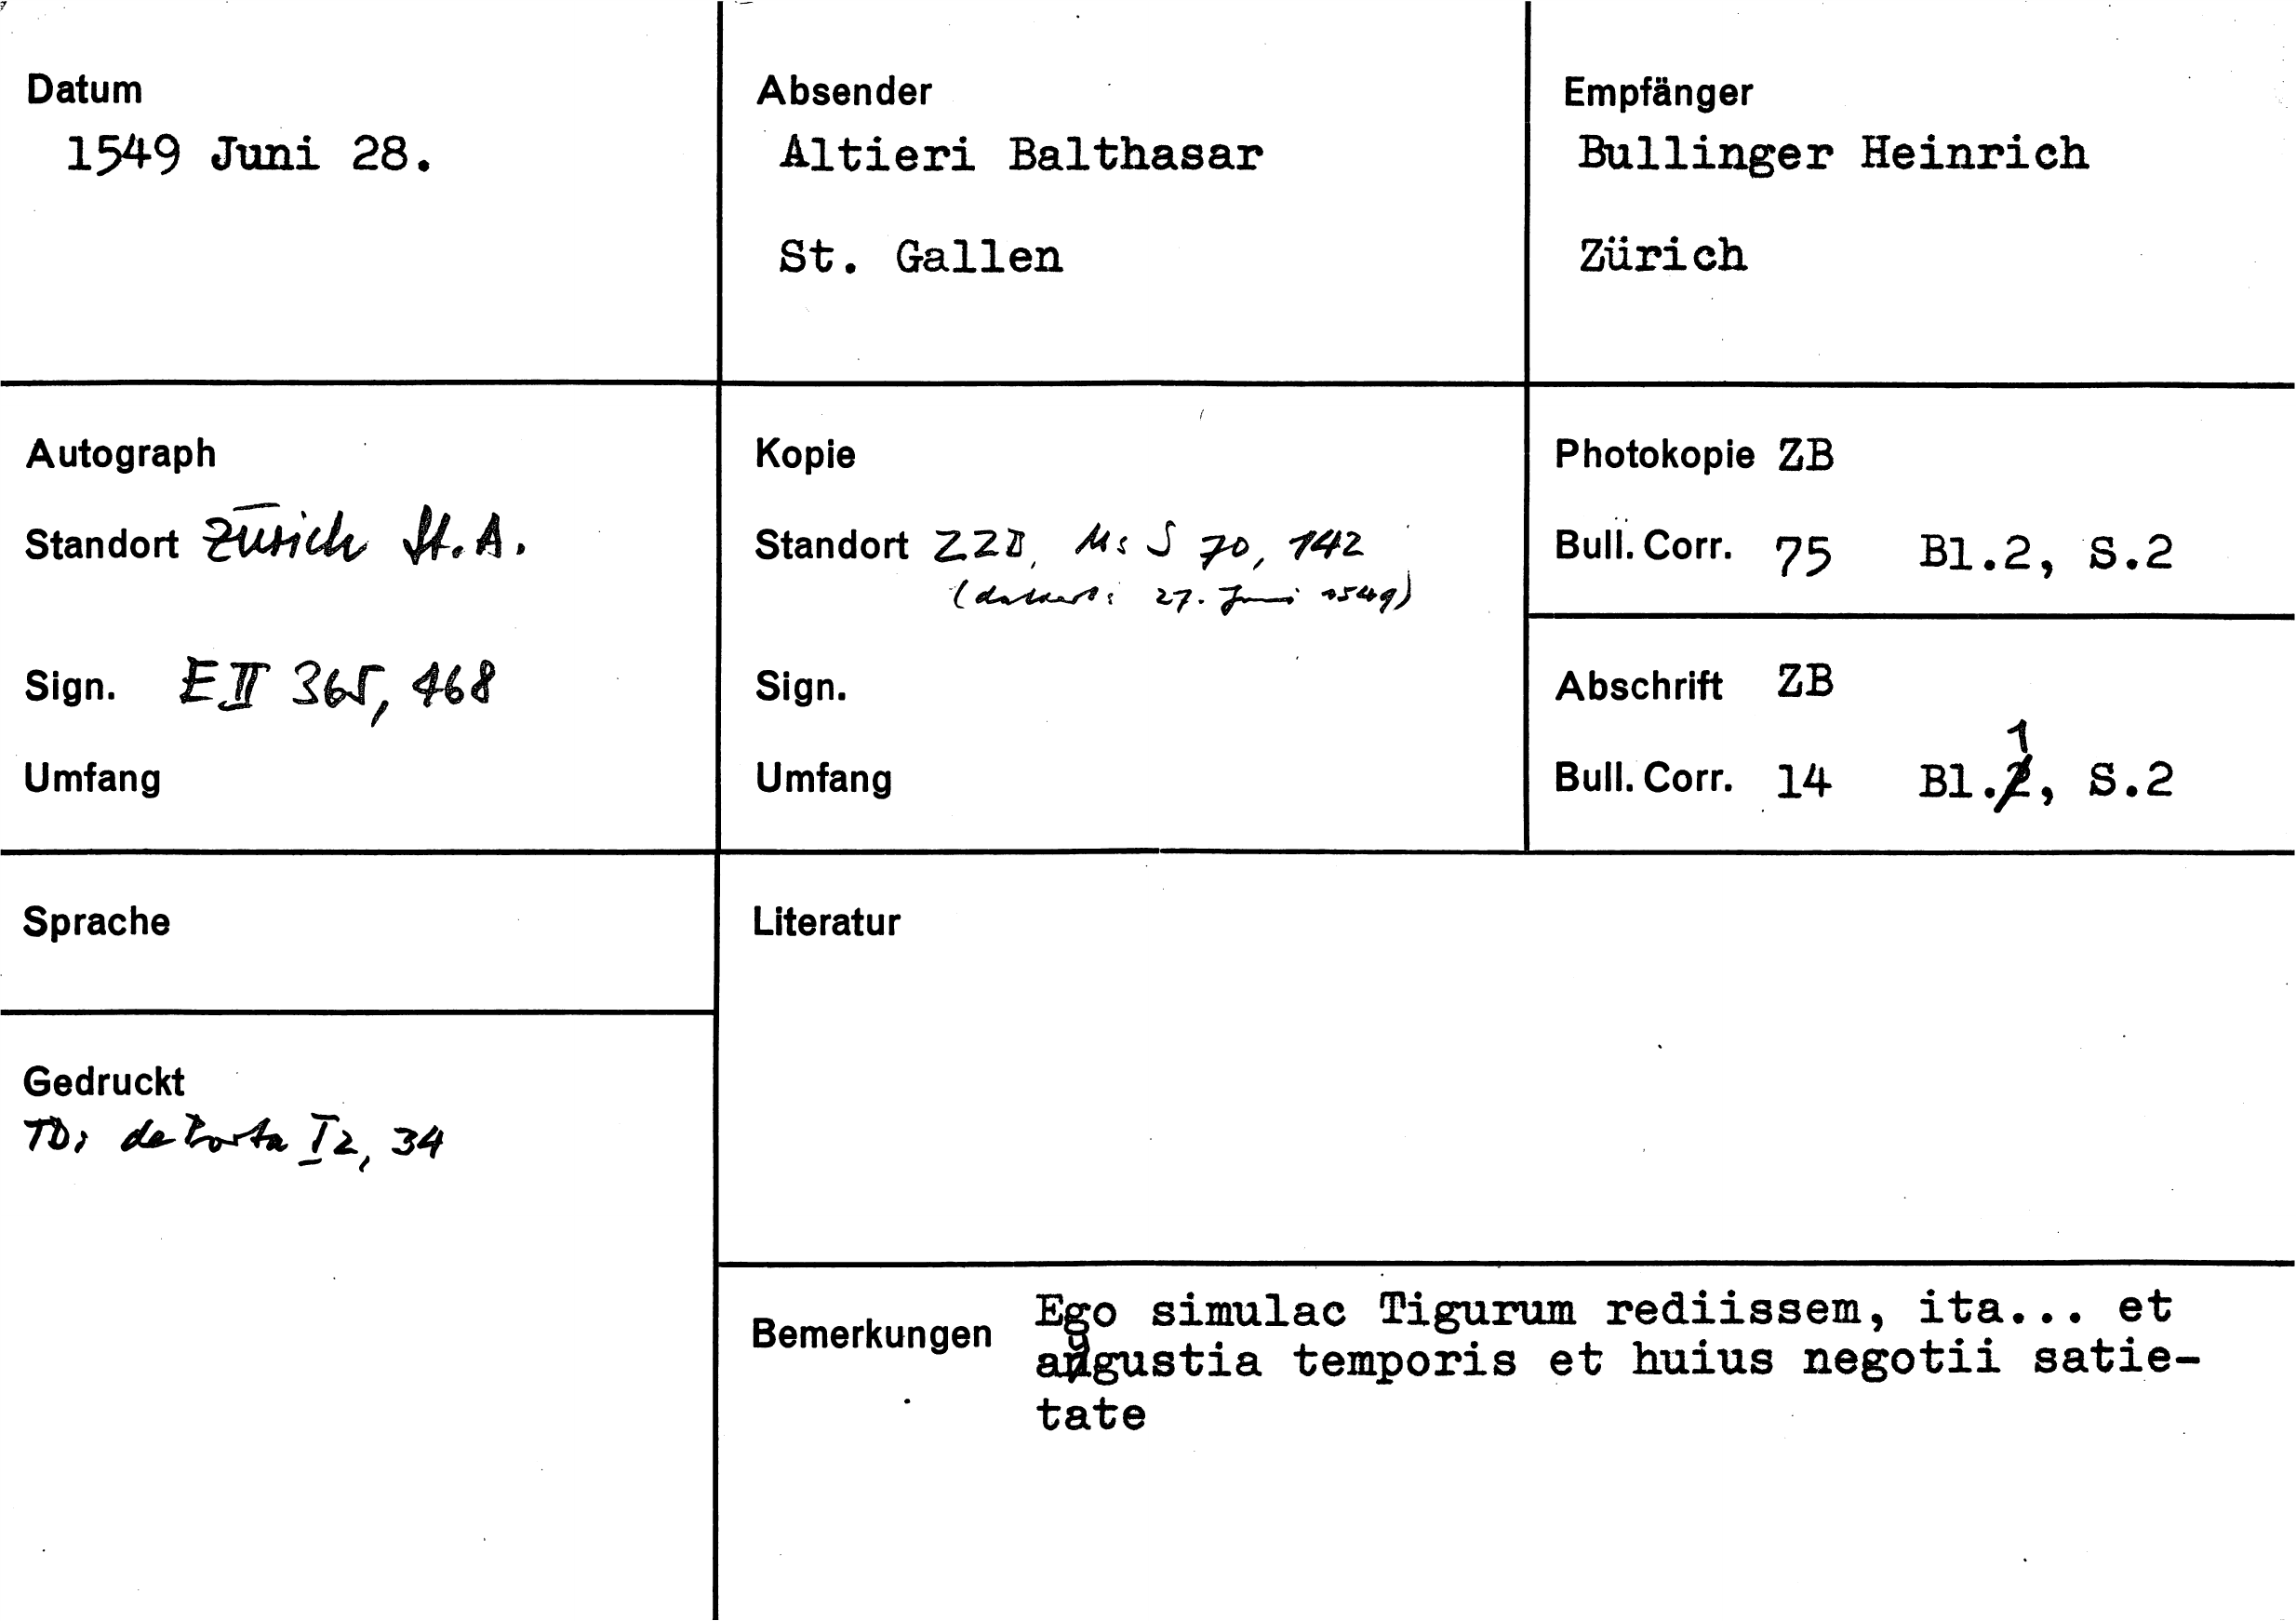 Datum
1549 Juni 28.
Absender
Altieri Balthasar
St. Gallen
Empfänger
Bullinger Heinrich
Zürich
Autograph
Standort Zürich St.A.
Sign. E II 365, 468
Umfang
Kopie
Standort ZZB, Ms S 70, 142
(datiert: 27. Juni 1549)
Sign.
Umfang
Photokopie ZB
Bull. Corr. 75 Bl.2, S.2
Abschrift ZB
Bull. Corr. 14 Bl.1, S.2
Sprache
Gedruckt
TD: de Porta I 2, 34
Literatur
Bemerkungen
Ego simulac Tigurum rediissem, ita... et
angustia temporis et huius negotii satie-
tate